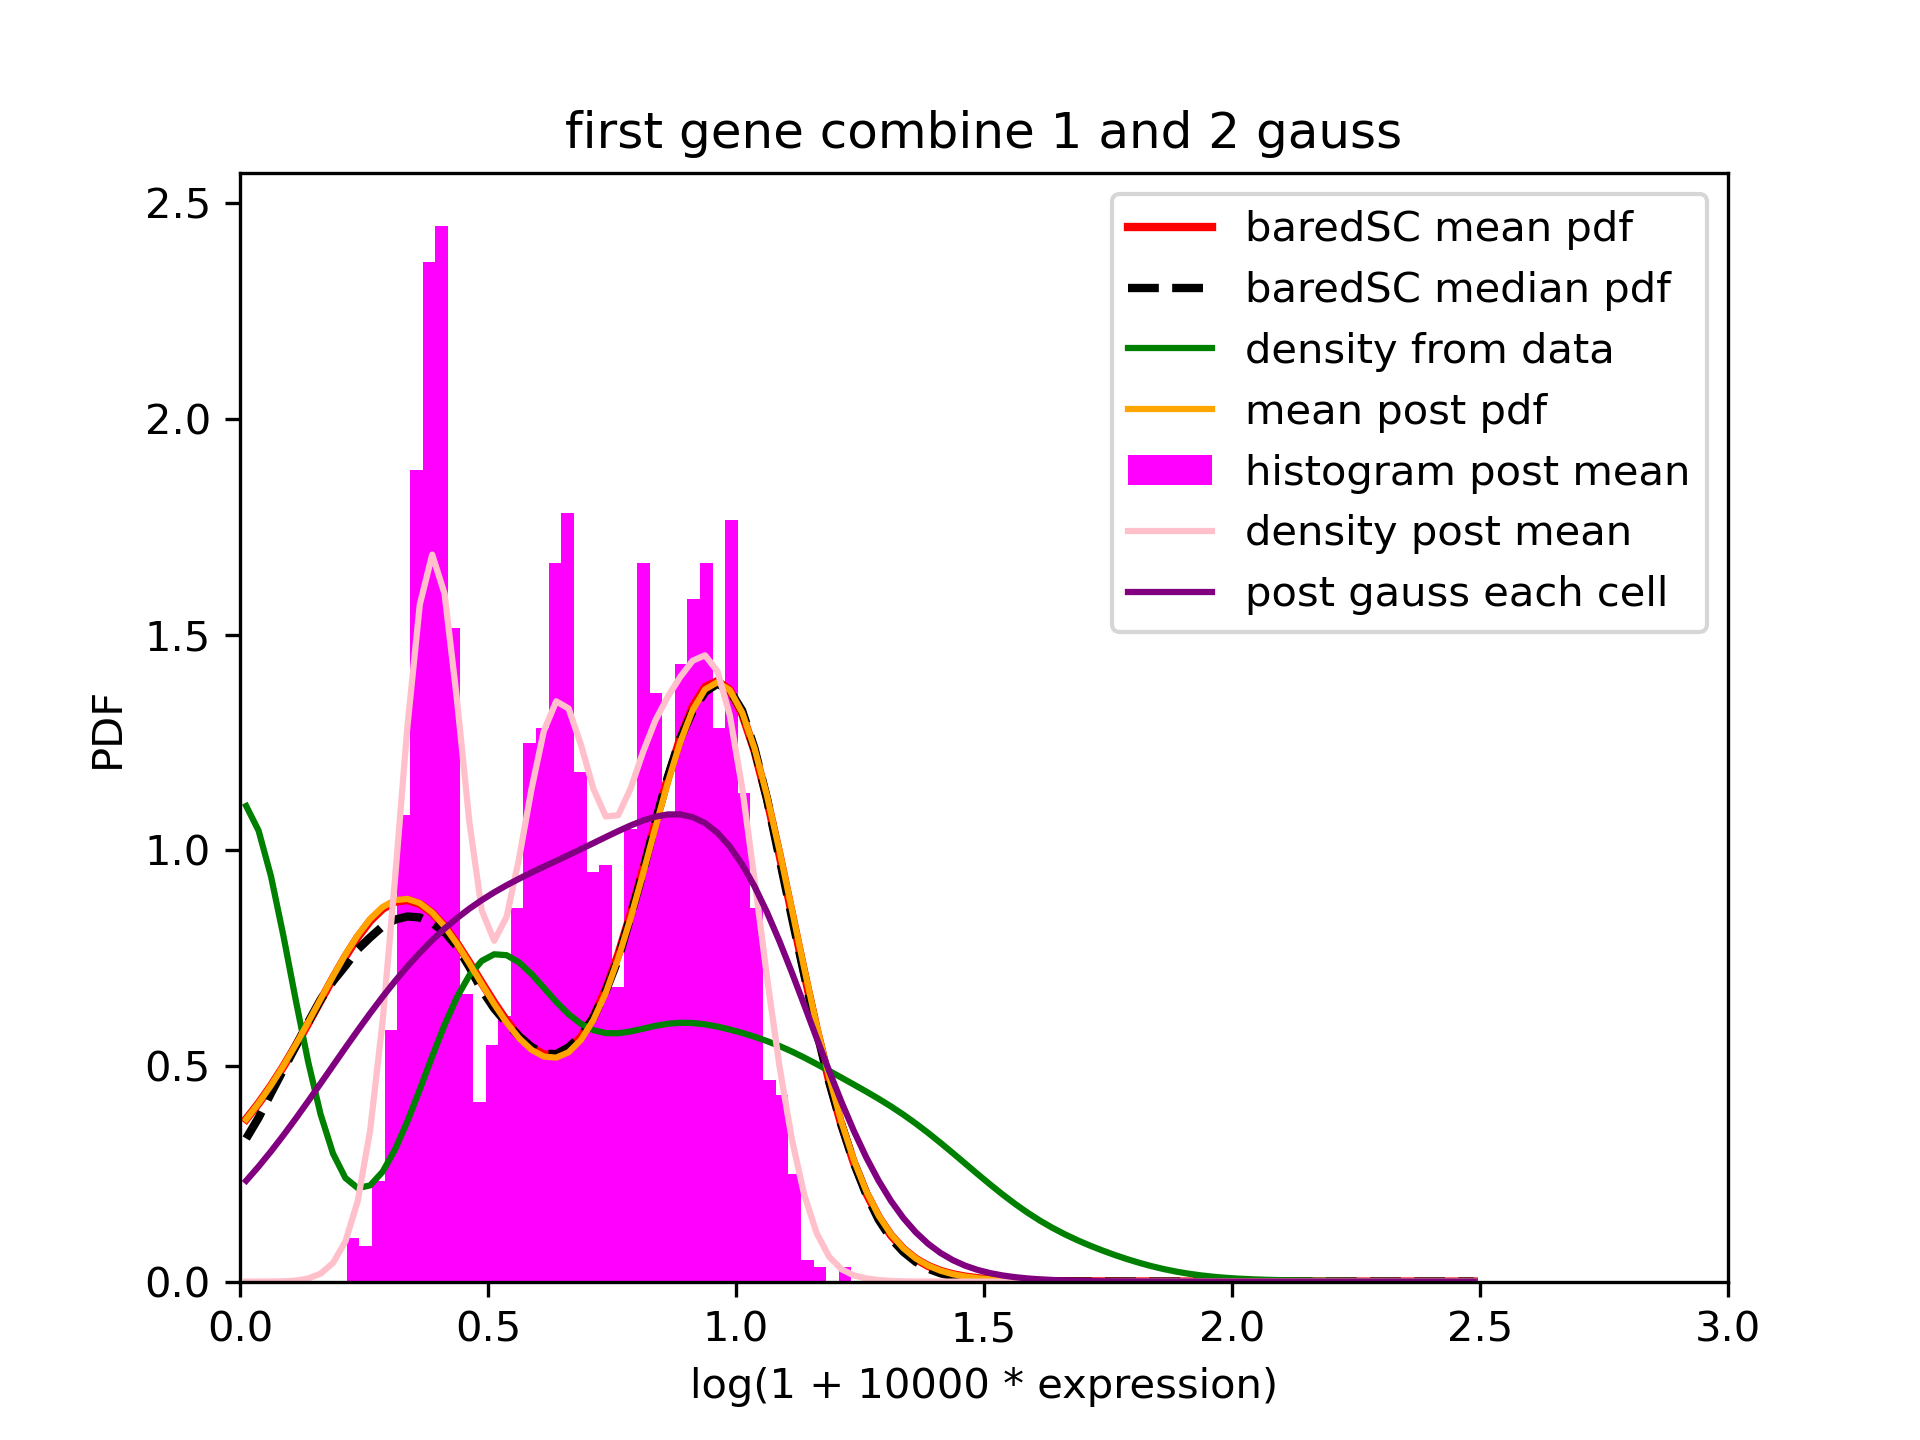 first gene combine 1 and 2 gauss
baredSC mean pdf
baredSC median pdf
density from data
mean post pdf
histogram post mean
density post mean
post gauss each cell
PDF
2.5
2.0
1.5
1.0
0.5
0.0
0.0 0.5 1.0 1.5 2.0 2.5 3.0
log(1 + 10000 * expression)